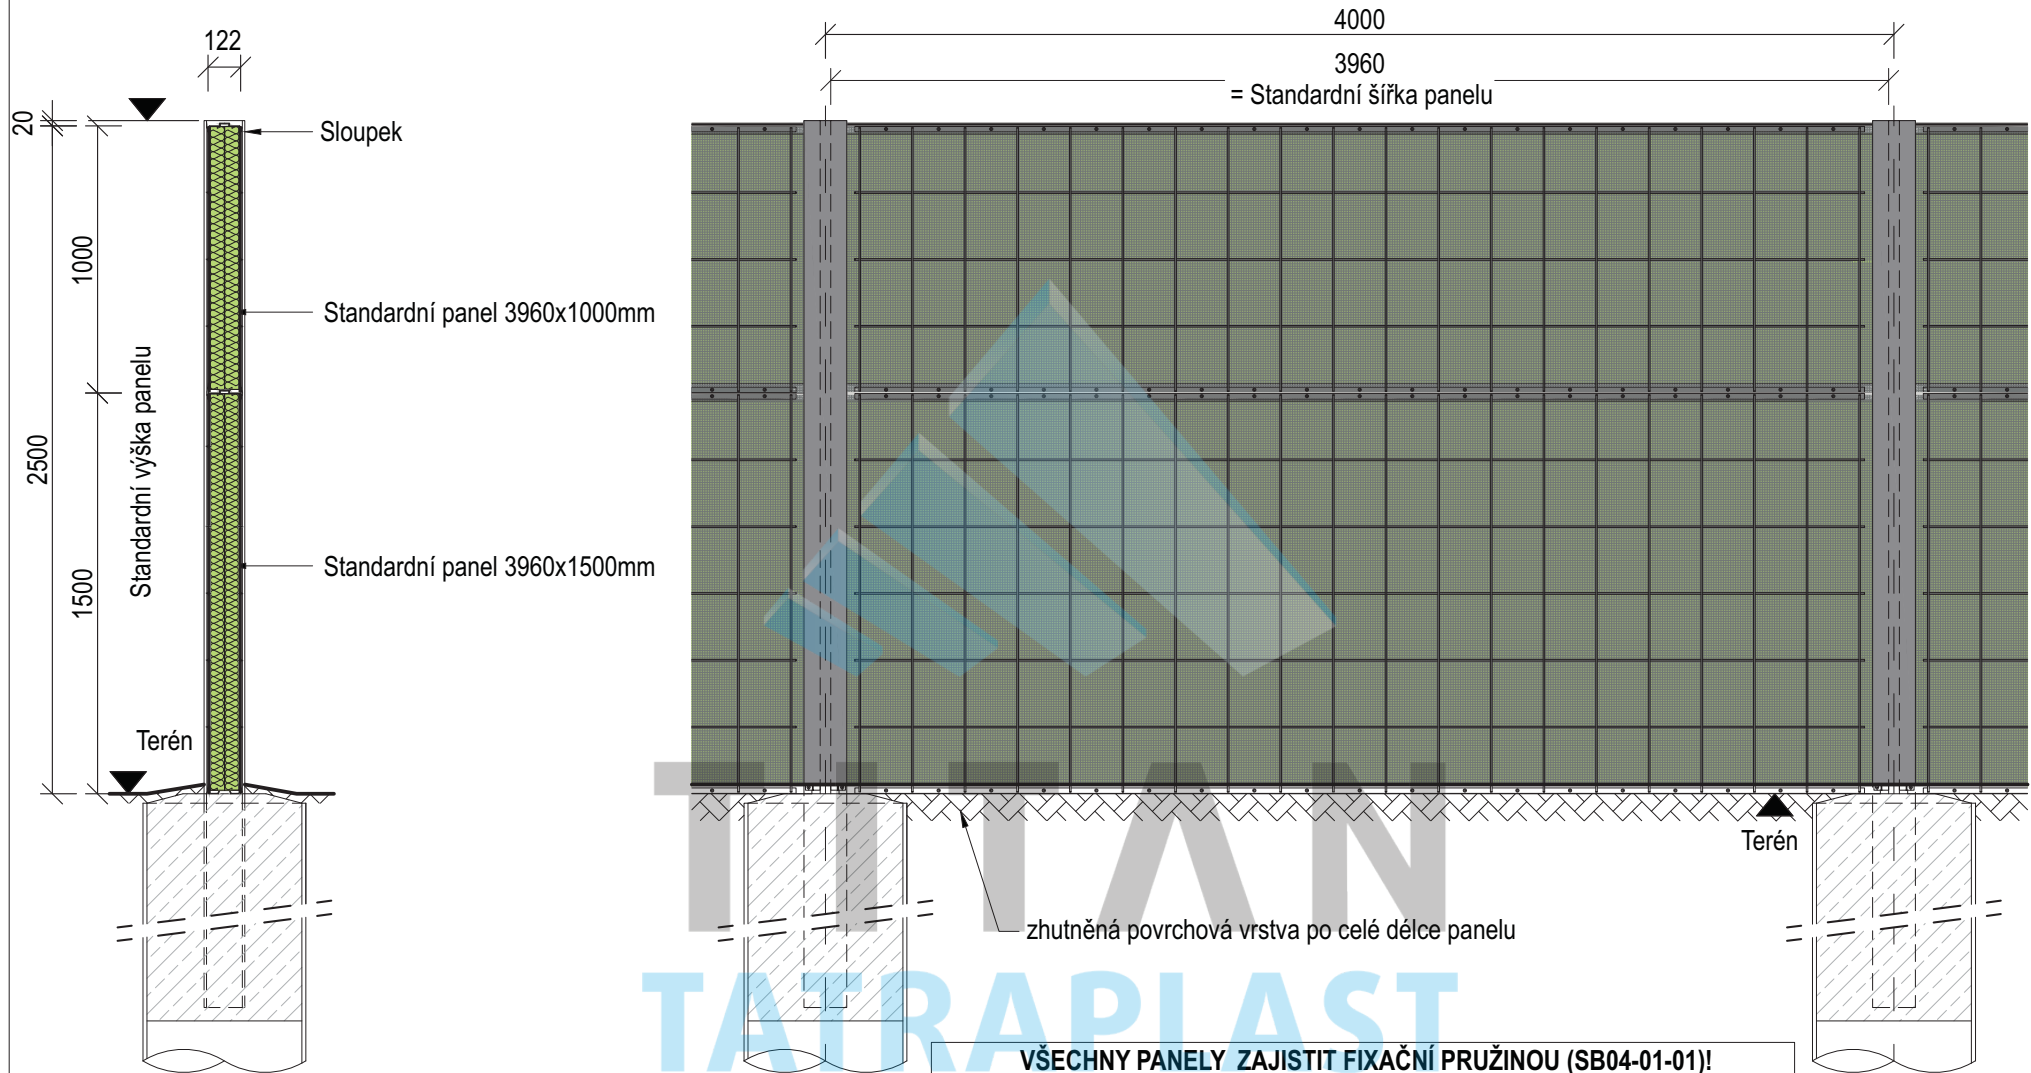 122
4000
3960
= Standardní šířka panelu
20
Sloupek
1000
Standardní panel 3960x1000mm
Standardní výška panelu
2500
Standardní panel 3960x1500mm
1500
Terén
TITAN
Terén
zhutněná povrchová vrstva po celé délce panelu
TATRAPLAST
VŠECHNY PANELY ZAJISTIT FIXAČNÍ PRUŽINOU (SB04-01-01)!